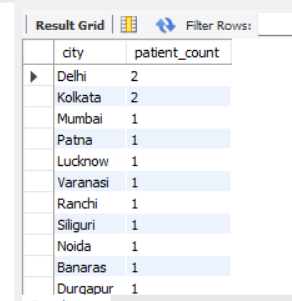 Result Grid Filter Rows:
city patient_count
Delhi 2
Kolkata 2
Mumbai 1
Patna 1
Lucknow 1
Varanasi 1
Ranchi 1
Siliguri 1
Noida 1
Banaras 1
Durgapur 1